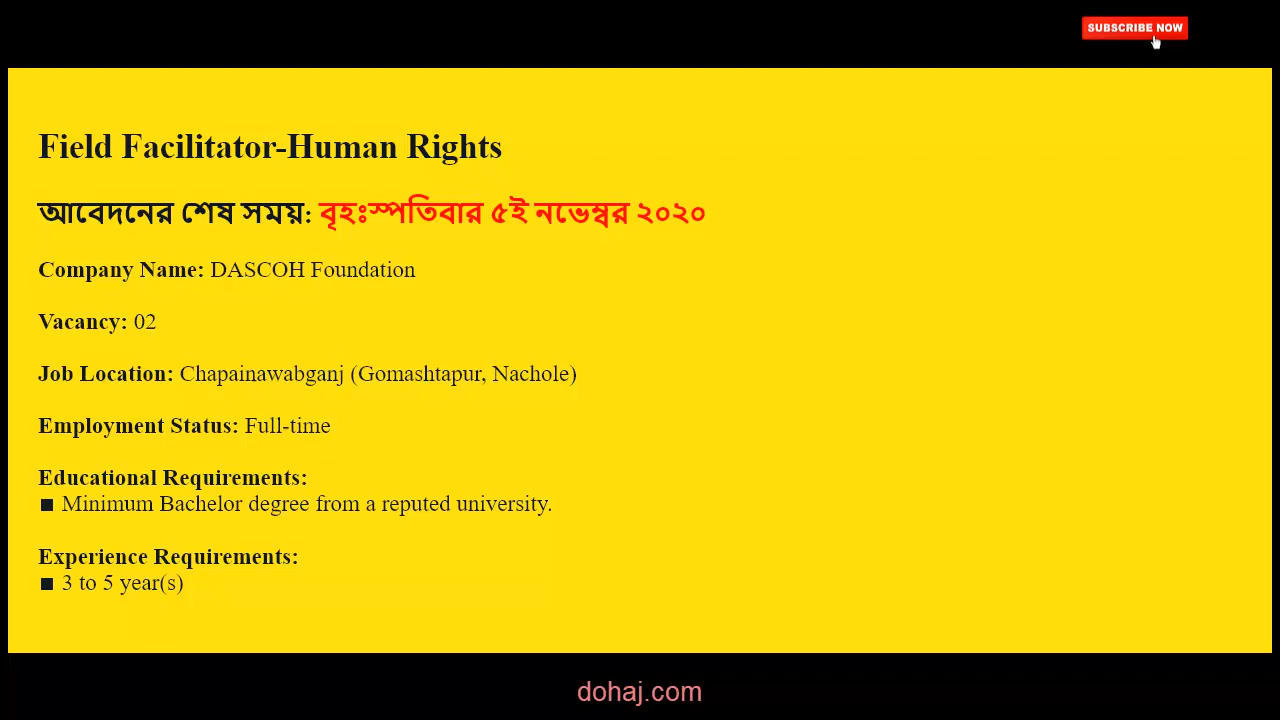 SUBSCRIBE NOW
Field Facilitator-Human Rights
আবেদনের শেষ সময়: বৃহঃস্পতিবার ৫ই নভেম্বর ২০২০
Company Name: DASCOH Foundation
Vacancy: 02
Job Location: Chapainawabganj (Gomashtapur, Nachole)
Employment Status: Full-time
Educational Requirements:
■ Minimum Bachelor degree from a reputed university.
Experience Requirements:
■ 3 to 5 year(s)
dohaj.com